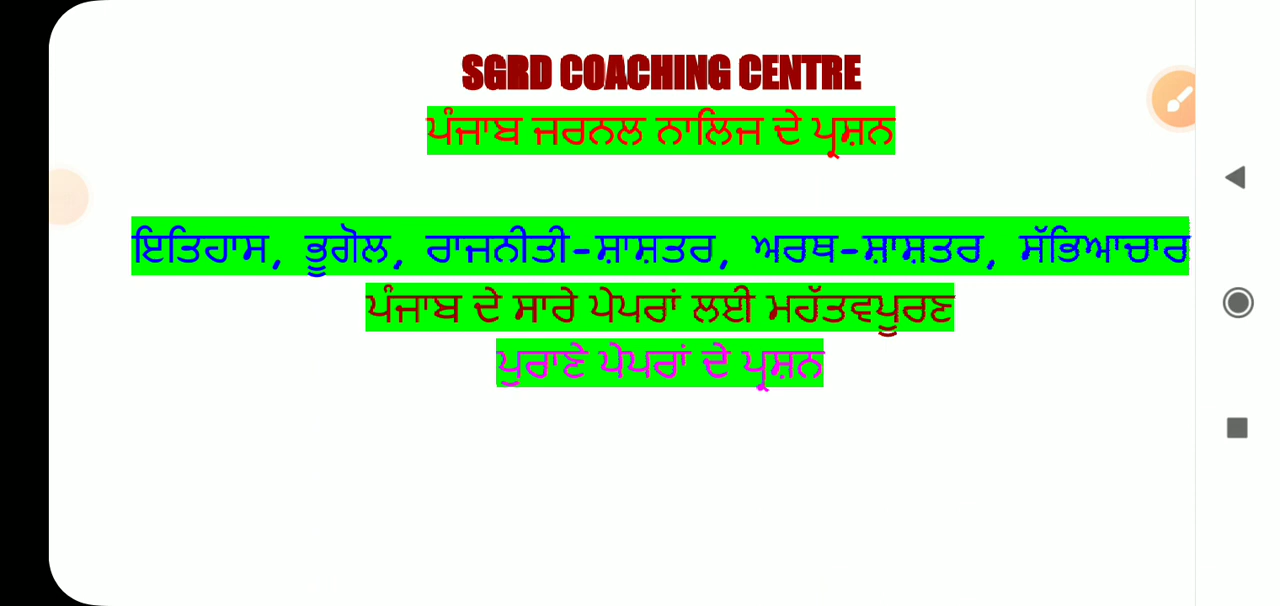 SGRD COACHING CENTRE
ਪੰਜਾਬ ਜਰਨਲ ਨਾਲਿਜ ਦੇ ਪ੍ਰਸ਼ਨ
ਇਤਿਹਾਸ, ਭੂਗੋਲ, ਰਾਜਨੀਤੀ-ਸ਼ਾਸ਼ਤਰ, ਅਰਥ-ਸ਼ਾਸ਼ਤਰ, ਸੱਭਿਆਚਾਰ
ਪੰਜਾਬ ਦੇ ਸਾਰੇ ਪੇਪਰਾਂ ਲਈ ਮਹੱਤਵਪੂਰਣ
ਪੁਰਾਣੇ ਪੇਪਰਾਂ ਦੇ ਪ੍ਰਸ਼ਨ